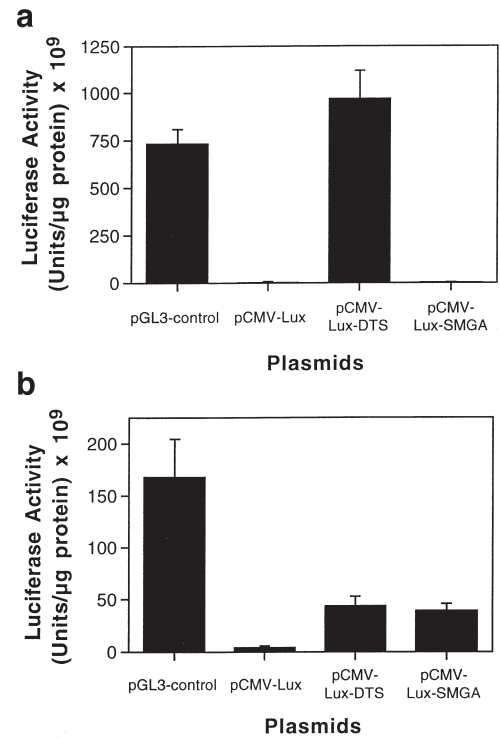 a
Luciferase Activity
(Units/µg protein) x 10⁹
1250
1000
750
500
250
0
pGL3-control
pCMV-Lux
pCMV-
Lux-DTS
pCMV-
Lux-SMGA
Plasmids
b
Luciferase Activity
(Units/µg protein) x 10⁹
200
150
100
50
0
pGL3-control
pCMV-Lux
pCMV-
Lux-DTS
pCMV-
Lux-SMGA
Plasmids